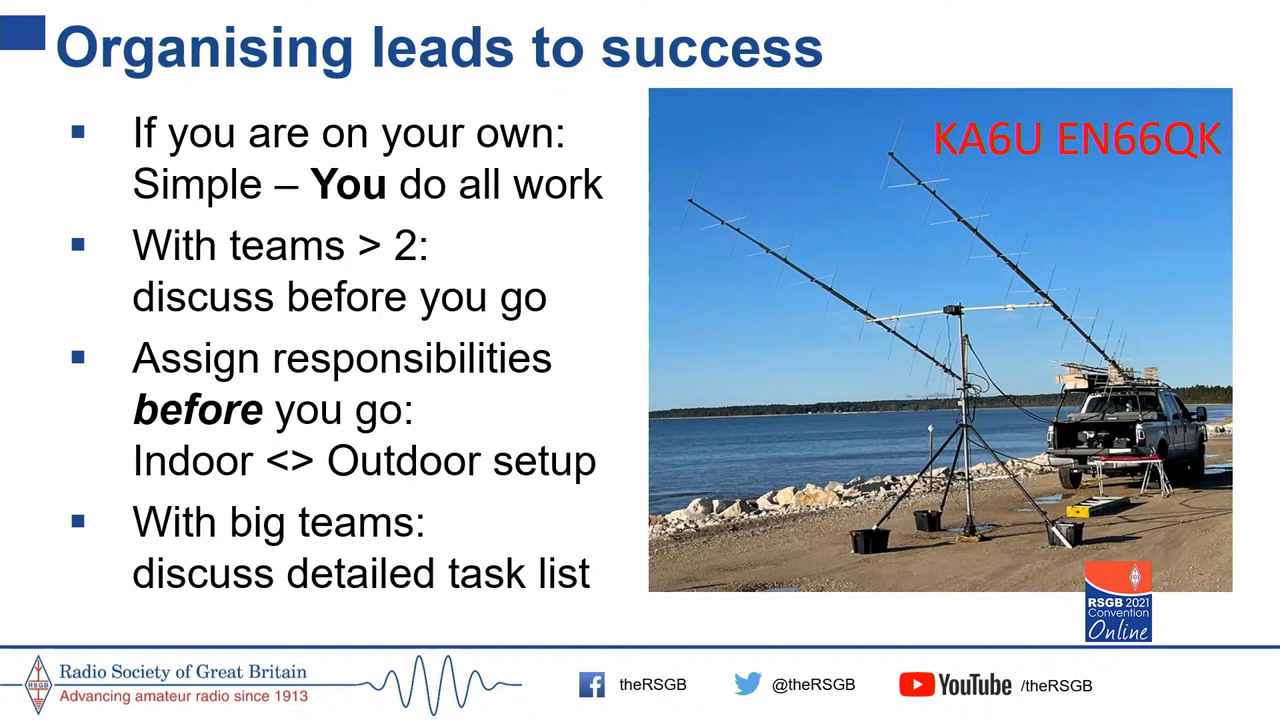 Organising leads to success
If you are on your own:
Simple – You do all work
With teams > 2:
discuss before you go
Assign responsibilities
before you go:
Indoor <> Outdoor setup
With big teams:
discuss detailed task list
KA6U EN66QK
RSGB 2021
Convention
Online
RSGB
Radio Society of Great Britain
Advancing amateur radio since 1913
theRSGB
@theRSGB
YouTube /theRSGB